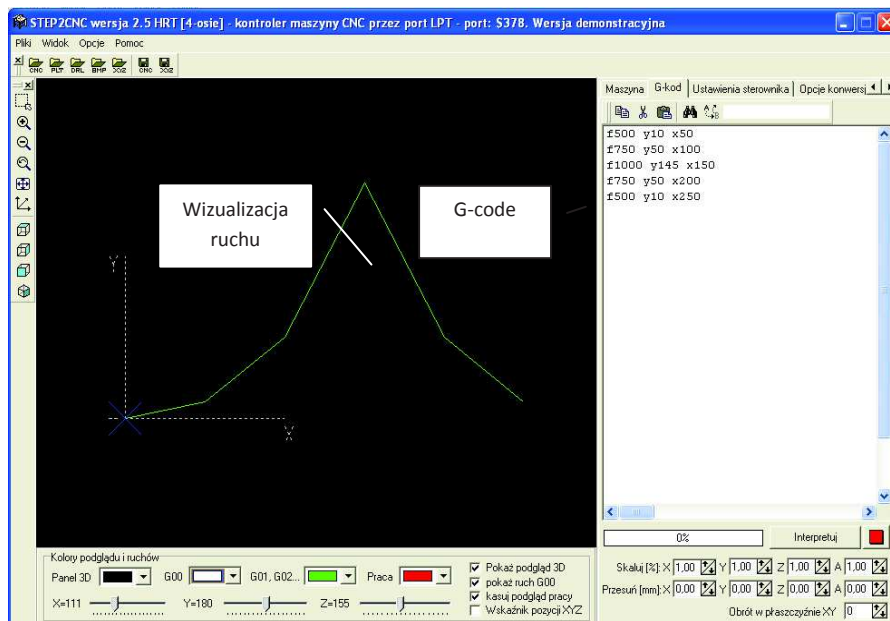 STEP2CNC wersja 2.5 HRT [4-osie] - kontroler maszyny CNC przez port LPT - port: $378. Wersja demonstracyjna
Pliki Widok Opcje Pomoc
CNC PLT DRL BMP XYZ CNC XYZ
Maszyna G-kod Ustawienia sterownika Opcje konwersj
f500 y10 x50
f750 y50 x100
f1000 y145 x150
f750 y50 x200
f500 y10 x250
Wizualizacja
ruchu
G-code
Y
X
0% Interpretuj
Kolory podglądu i ruchów
Panel 3D G00 G01, G02... Praca
X=111 Y=180 Z=155
Pokaż podgląd 3D
pokaż ruch G00
kasuj podgląd pracy
Wskaźnik pozycji XYZ
Skaluj [%]: X 1,00 Y 1,00 Z 1,00 A 1,00
Przesuń [mm]: X 0,00 Y 0,00 Z 0,00 A 0,00
Obrót w płaszczyźnie XY 0